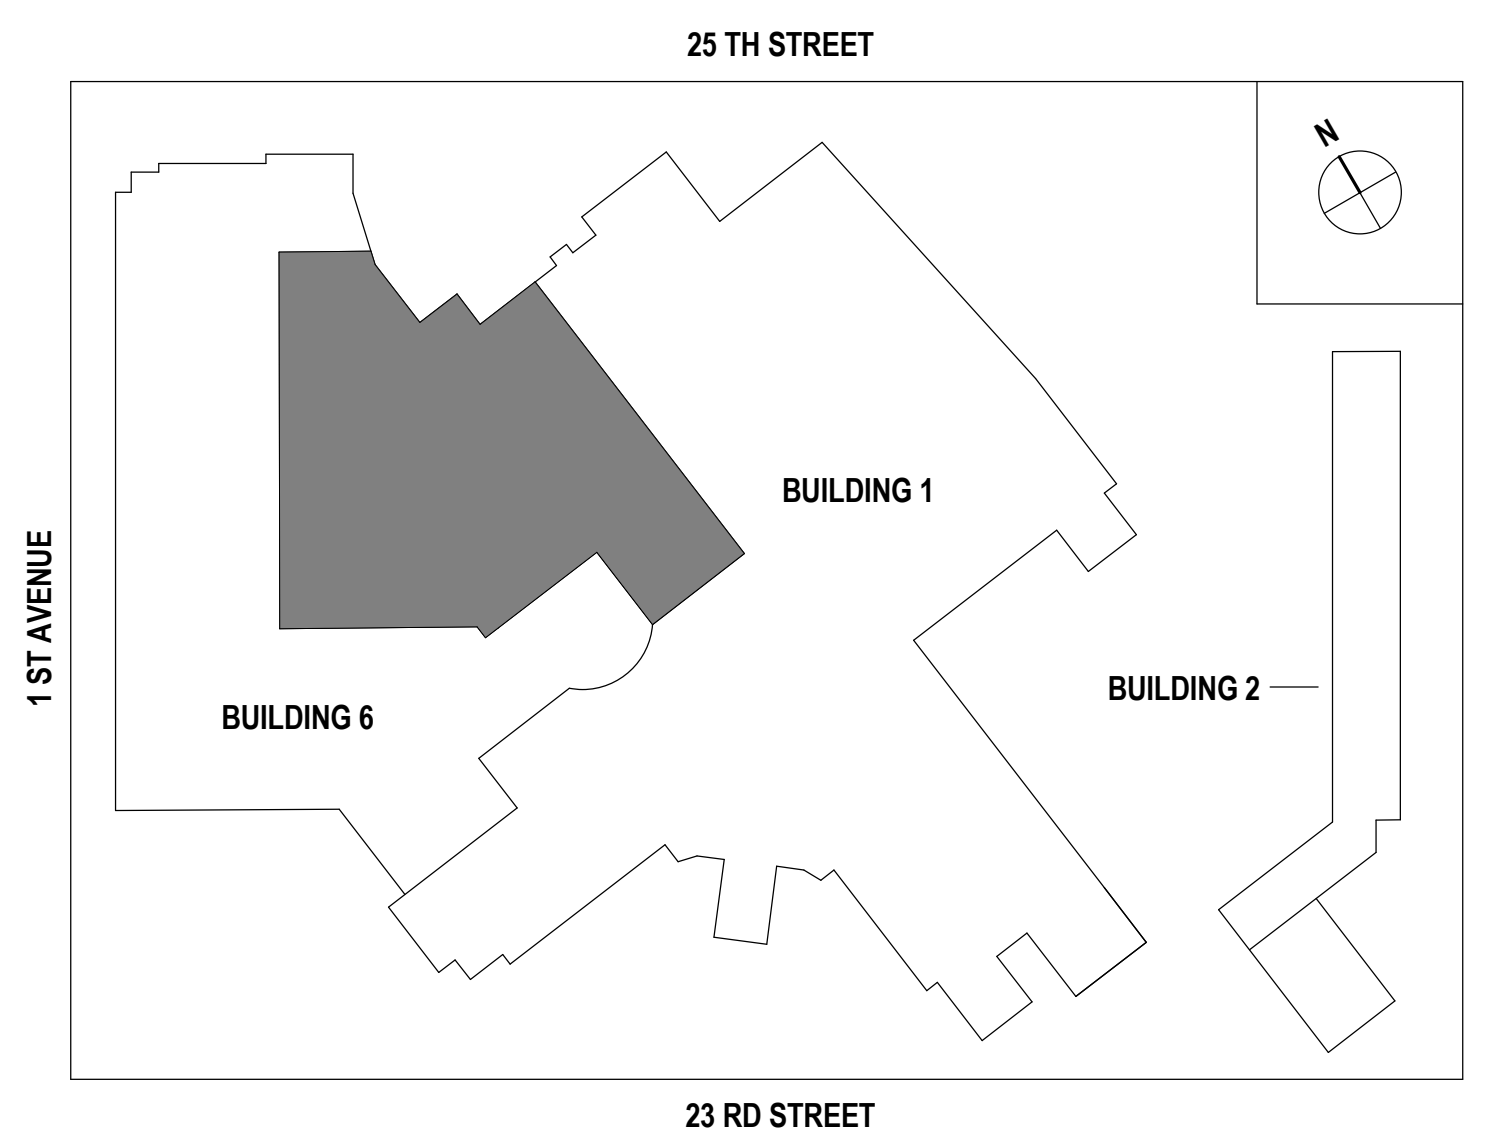 25 TH STREET
N
BUILDING 1
1 ST AVENUE
BUILDING 2
BUILDING 6
23 RD STREET